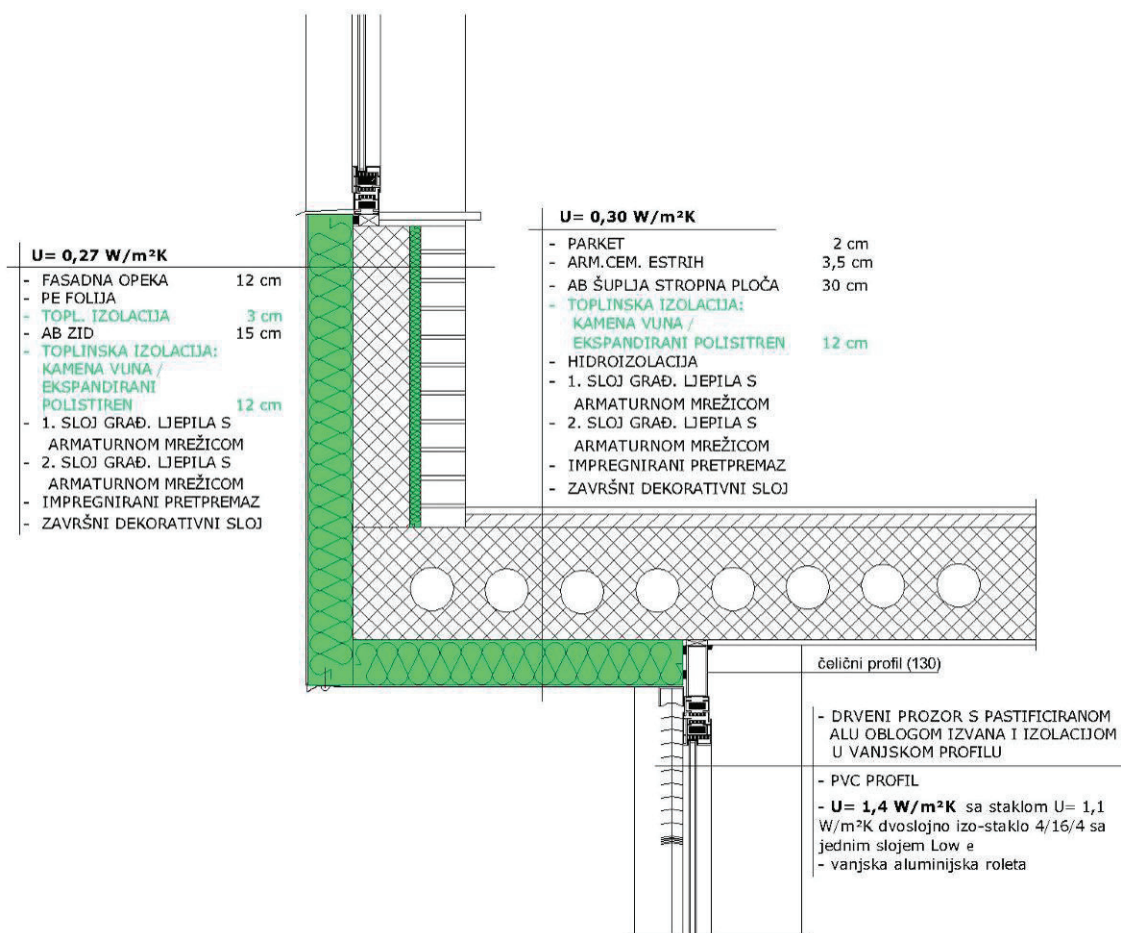 U= 0,27 W/m²K
- FASADNA OPEKA 12 cm
- PE FOLIJA
- TOPL. IZOLACIJA 3 cm
- AB ZID 15 cm
- TOPLINSKA IZOLACIJA:
KAMENA VUNA /
EKSPANDIRANI
POLISTIREN 12 cm
- 1. SLOJ GRAĐ. LJEPILA S
ARMATURNOM MREŽICOM
- 2. SLOJ GRAĐ. LJEPILA S
ARMATURNOM MREŽICOM
- IMPREGNIRANI PRETPREMAZ
- ZAVRŠNI DEKORATIVNI SLOJ
U= 0,30 W/m²K
- PARKET 2 cm
- ARM.CEM. ESTRIH 3,5 cm
- AB ŠUPLJA STROPNA PLOČA 30 cm
- TOPLINSKA IZOLACIJA:
KAMENA VUNA /
EKSPANDIRANI POLISITREN 12 cm
- HIDROIZOLACIJA
- 1. SLOJ GRAĐ. LJEPILA S
ARMATURNOM MREŽICOM
- 2. SLOJ GRAĐ. LJEPILA S
ARMATURNOM MREŽICOM
- IMPREGNIRANI PRETPREMAZ
- ZAVRŠNI DEKORATIVNI SLOJ
čelični profil (130)
- DRVENI PROZOR S PASTIFICIRANOM
ALU OBLOGOM IZVANA I IZOLACIJOM
U VANJSKOM PROFILU
- PVC PROFIL
- U= 1,4 W/m²K sa staklom U= 1,1
W/m²K dvoslojno izo-staklo 4/16/4 sa
jednim slojem Low e
- vanjska aluminijska roleta